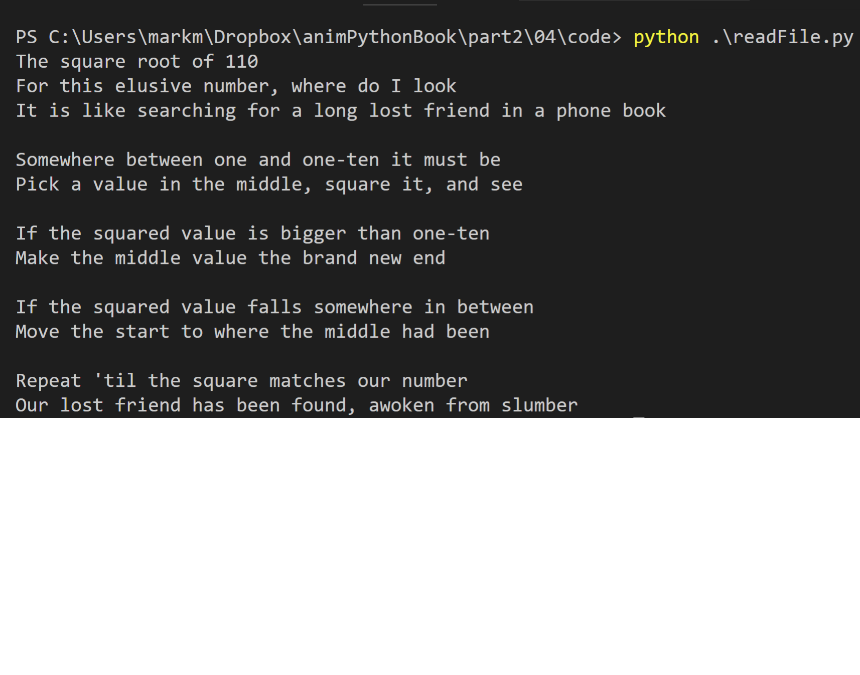 PS C:\Users\markm\Dropbox\animPythonBook\part2\04\code> python .\readFile.py
The square root of 110
For this elusive number, where do I look
It is like searching for a long lost friend in a phone book
Somewhere between one and one-ten it must be
Pick a value in the middle, square it, and see
If the squared value is bigger than one-ten
Make the middle value the brand new end
If the squared value falls somewhere in between
Move the start to where the middle had been
Repeat 'til the square matches our number
Our lost friend has been found, awoken from slumber